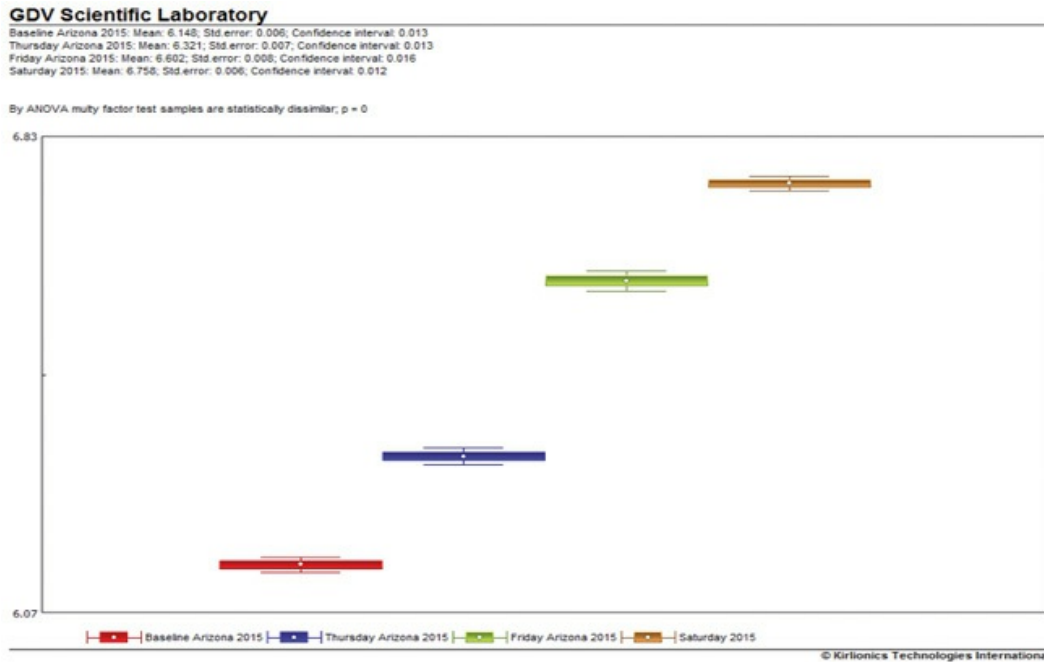 GDV Scientific Laboratory
Baseline Arizona 2015: Mean: 6.148; Std.error: 0.006; Confidence interval: 0.013
Thursday Arizona 2015: Mean: 6.321; Std.error: 0.007; Confidence interval: 0.013
Friday Arizona 2015: Mean: 6.602; Std.error: 0.008; Confidence interval: 0.016
Saturday 2015: Mean: 6.758; Std.error: 0.006; Confidence interval: 0.012
By ANOVA multy factor test samples are statistically dissimilar; p = 0
6.83
6.07
Baseline Arizona 2015 Thursday Arizona 2015 Friday Arizona 2015 Saturday 2015
© Kirlionics Technologies Internationa